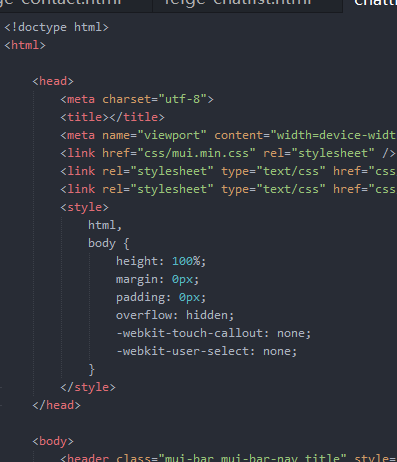 ge-contact.html feige-chatlist.html chatm
<!doctype html>
<html>
<head>
<meta charset="utf-8">
<title></title>
<meta name="viewport" content="width=device-widt
<link href="css/mui.min.css" rel="stylesheet" />
<link rel="stylesheet" type="text/css" href="css
<link rel="stylesheet" type="text/css" href="css
<style>
html,
body {
height: 100%;
margin: 0px;
padding: 0px;
overflow: hidden;
-webkit-touch-callout: none;
-webkit-user-select: none;
}
</style>
</head>
<body>
<header class="mui-bar mui-bar-nav title" style=